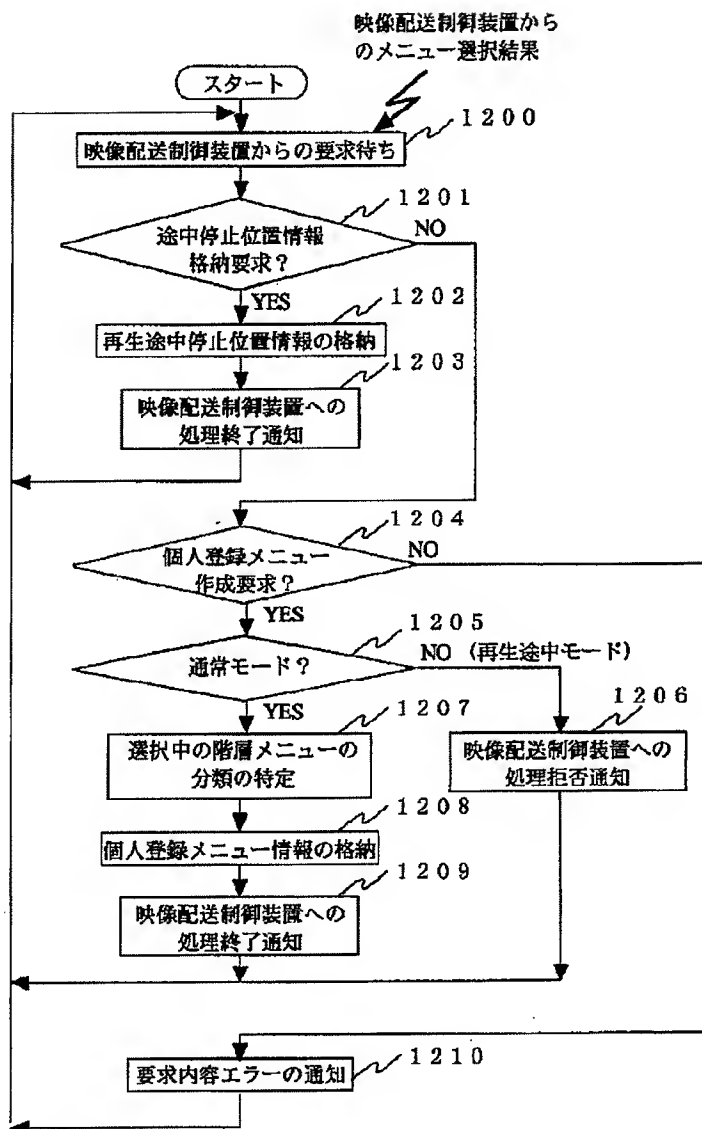 映像配送制御装置から
のメニュー選択結果
スタート
1200
映像配送制御装置からの要求待ち
1201
途中停止位置情報
格納要求？
NO
YES
1202
再生途中停止位置情報の格納
1203
映像配送制御装置への
処理終了通知
1204
個人登録メニュー
作成要求？
NO
YES
1205
通常モード？
NO（再生途中モード）
YES
1206
映像配送制御装置への
処理拒否通知
1207
選択中の階層メニューの
分類の特定
1208
個人登録メニュー情報の格納
1209
映像配送制御装置への
処理終了通知
1210
要求内容エラーの通知